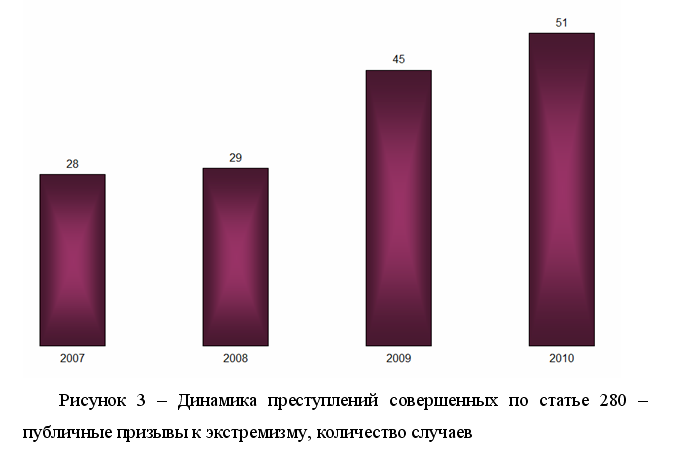 51
45
29
28
2007 2008 2009 2010
Рисунок 3 – Динамика преступлений совершенных по статье 280 –
публичные призывы к экстремизму, количество случаев